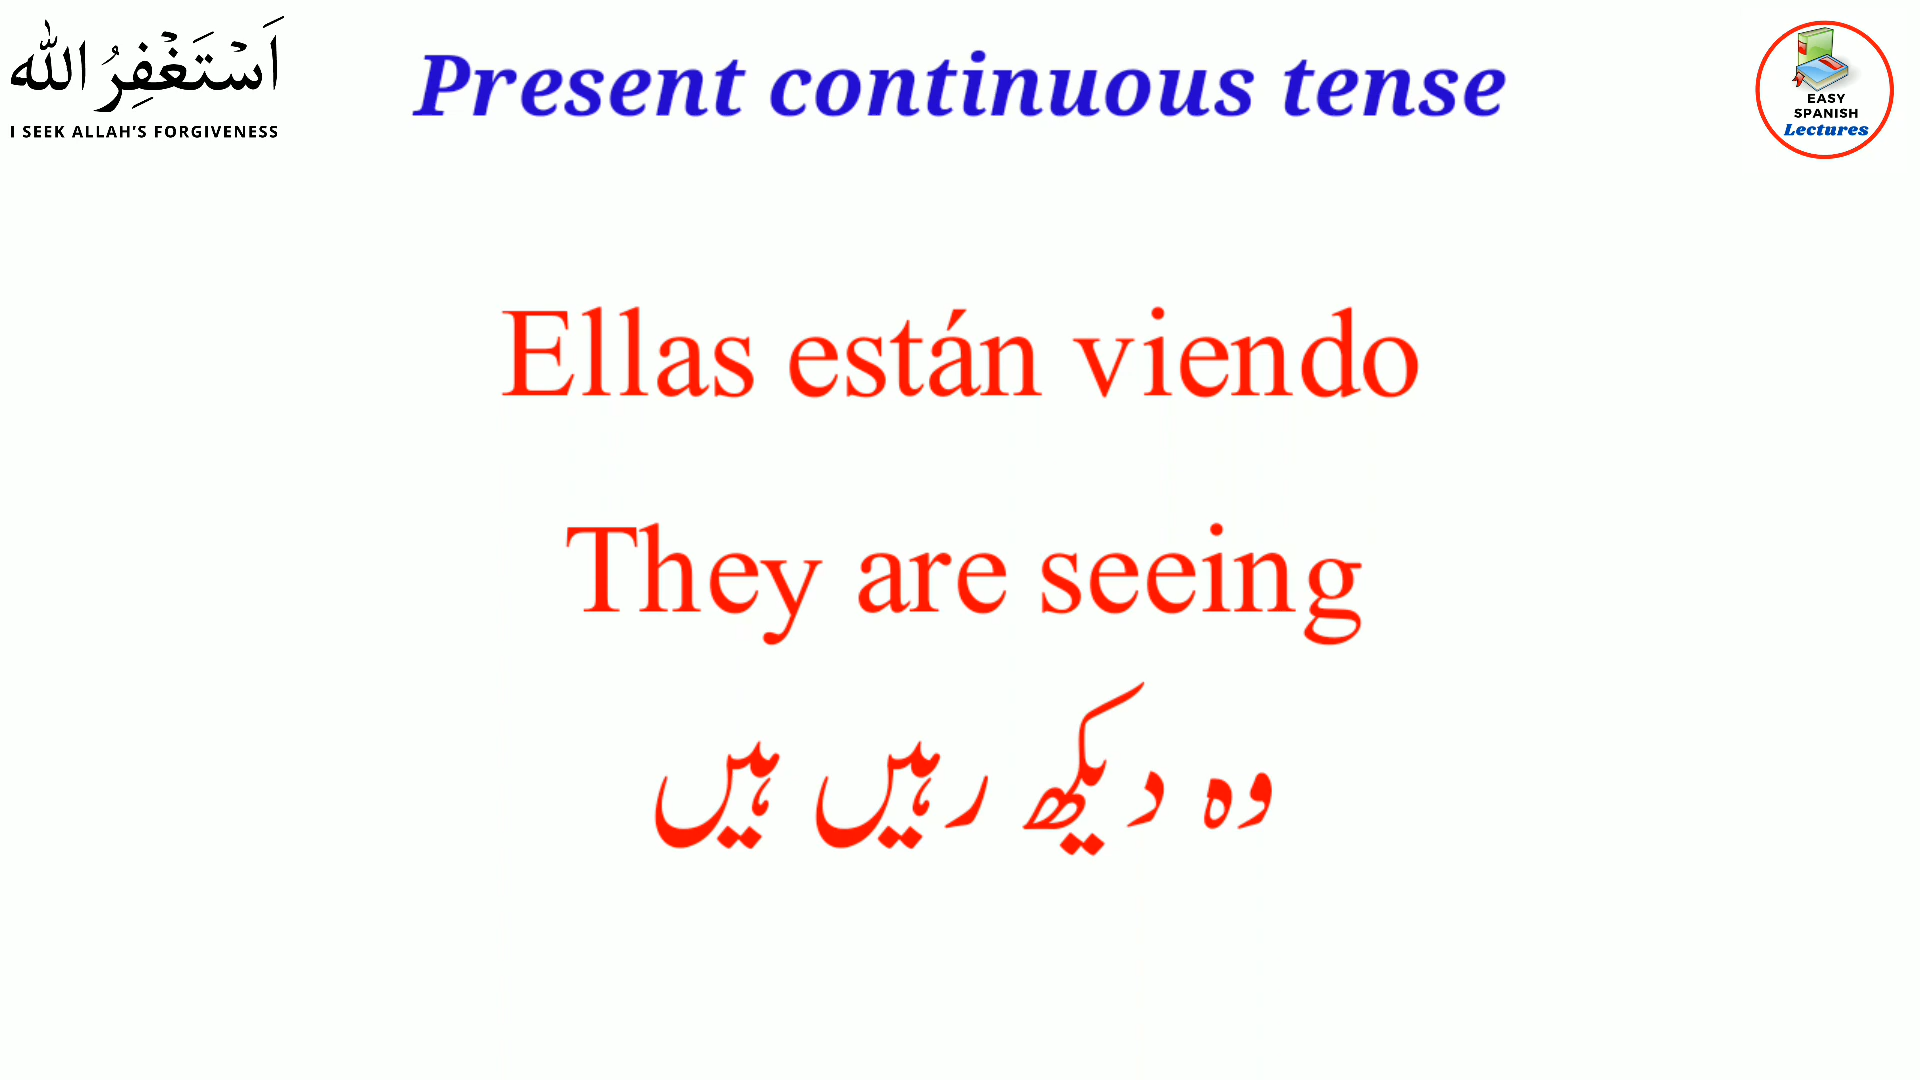 اَسْتَغْفِرُ اللّٰه
I SEEK ALLAH'S FORGIVENESS
Present continuous tense
EASY
SPANISH
Lectures
Ellas están viendo
They are seeing
وہ دیکھ رہیں ہیں